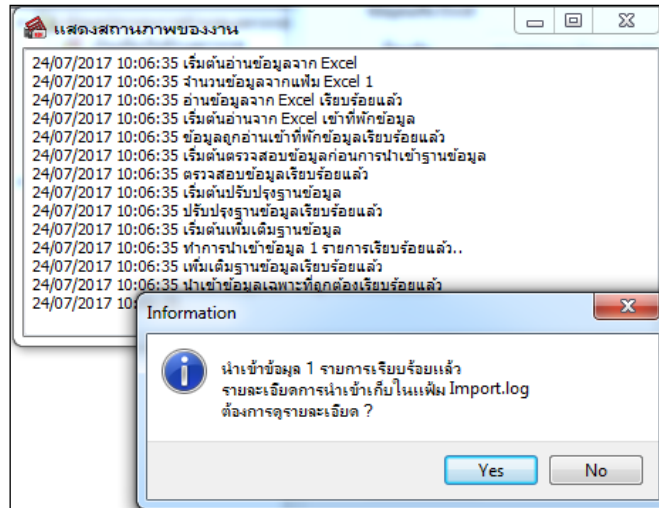 แสดงสถานภาพของงาน
24/07/2017 10:06:35 เริ่มต้นอ่านข้อมูลจาก Excel
24/07/2017 10:06:35 จำนวนข้อมูลจากแฟ้ม Excel 1
24/07/2017 10:06:35 อ่านข้อมูลจาก Excel เรียบร้อยแล้ว
24/07/2017 10:06:35 เริ่มต้นอ่านจาก Excel เข้าที่พักข้อมูล
24/07/2017 10:06:35 ข้อมูลถูกอ่านเข้าที่พักข้อมูลเรียบร้อยแล้ว
24/07/2017 10:06:35 เริ่มต้นตรวจสอบข้อมูลก่อนการนำเข้าฐานข้อมูล
24/07/2017 10:06:35 ตรวจสอบข้อมูลเรียบร้อยแล้ว
24/07/2017 10:06:35 เริ่มต้นปรับปรุงฐานข้อมูล
24/07/2017 10:06:35 ปรับปรุงฐานข้อมูลเรียบร้อยแล้ว
24/07/2017 10:06:35 เริ่มต้นเพิ่มเติมฐานข้อมูล
24/07/2017 10:06:35 ทำการนำเข้าข้อมูล 1 รายการเรียบร้อยแล้ว..
24/07/2017 10:06:35 เพิ่มเติมฐานข้อมูลเรียบร้อยแล้ว
24/07/2017 10:06:35 นำเข้าข้อมูลเฉพาะที่ถูกต้องเรียบร้อยแล้ว
24/07/2017 10:
Information
นำเข้าข้อมูล 1 รายการเรียบร้อยแล้ว
รายละเอียดการนำเข้าเก็บในแฟ้ม Import.log
ต้องการดูรายละเอียด ?
Yes No